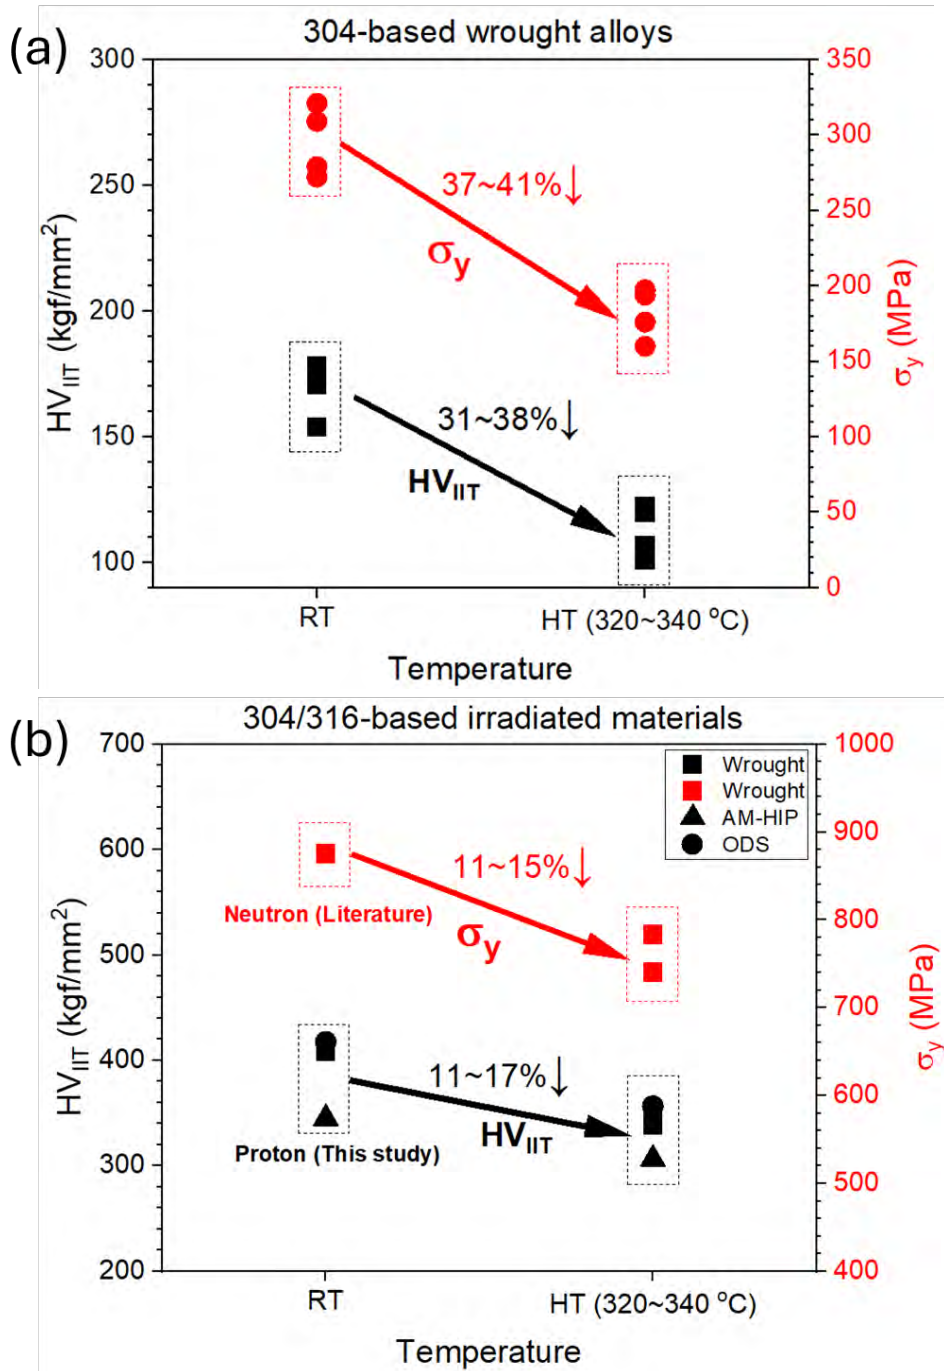 (a)
304-based wrought alloys
300
250
200
150
100
HV_IIT (kgf/mm²)
350
300
250
200
150
100
50
0
σ_y (MPa)
37~41%↓
σ_y
31~38%↓
HV_IIT
RT
HT (320~340 °C)
Temperature
(b)
304/316-based irradiated materials
700
600
500
400
300
200
HV_IIT (kgf/mm²)
1000
900
800
700
600
500
400
σ_y (MPa)
Wrought
Wrought
AM-HIP
ODS
11~15%↓
Neutron (Literature)
σ_y
11~17%↓
HV_IIT
Proton (This study)
RT
HT (320~340 °C)
Temperature